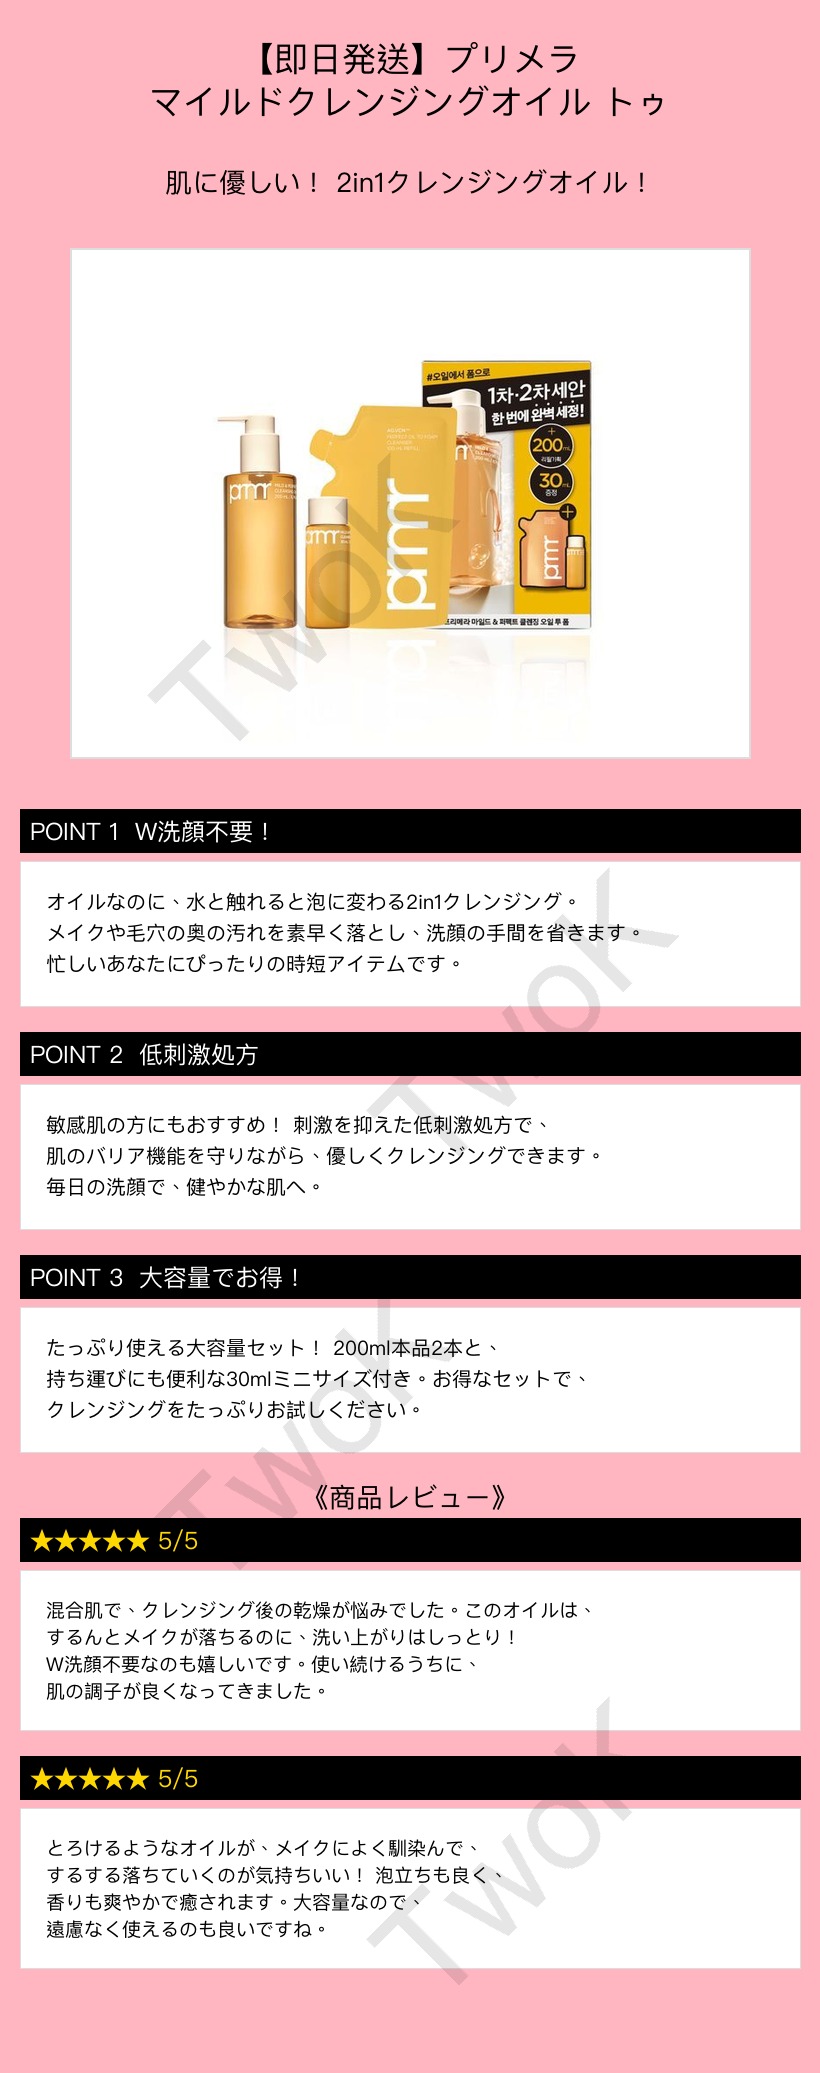 【即日発送】プリメラ
マイルドクレンジングオイル トゥ
肌に優しい！ 2in1クレンジングオイル！
#오일에서 폼으로
1차·2차 세안
한 번에 완벽 세정!
+
200mL
리필기획
30mL
증정
+
prmr
CLEANSER
prmr
prmr
프리메라 마일드 & 퍼펙트 클렌징 오일 투 폼
TwoK
POINT 1 W洗顔不要！
オイルなのに、水と触れると泡に変わる2in1クレンジング。
メイクや毛穴の奥の汚れを素早く落とし、洗顔の手間を省きます。
忙しいあなたにぴったりの時短アイテムです。
TwoK
POINT 2 低刺激処方
敏感肌の方にもおすすめ！ 刺激を抑えた低刺激処方で、
肌のバリア機能を守りながら、優しくクレンジングできます。
毎日の洗顔で、健やかな肌へ。
POINT 3 大容量でお得！
たっぷり使える大容量セット！ 200ml本品2本と、
持ち運びにも便利な30mlミニサイズ付き。お得なセットで、
クレンジングをたっぷりお試しください。
TwoK
《商品レビュー》
★★★★★ 5/5
混合肌で、クレンジング後の乾燥が悩みでした。このオイルは、
するんとメイクが落ちるのに、洗い上がりはしっとり！
W洗顔不要なのも嬉しいです。使い続けるうちに、
肌の調子が良くなってきました。
★★★★★ 5/5
とろけるようなオイルが、メイクによく馴染んで、
するする落ちていくのが気持ちいい！ 泡立ちも良く、
香りも爽やかで癒されます。大容量なので、
遠慮なく使えるのも良いですね。
TwoK